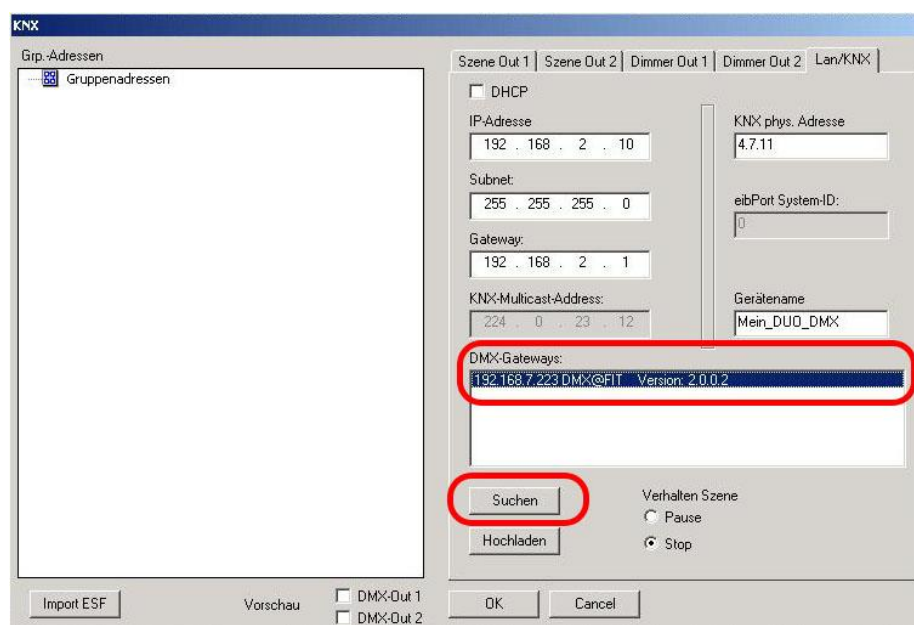 KNX
Grp.-Adressen
Gruppenadressen
Szene Out 1 Szene Out 2 Dimmer Out 1 Dimmer Out 2 Lan/KNX
DHCP
IP-Adresse
192 . 168 . 2 . 10
Subnet:
255 . 255 . 255 . 0
Gateway:
192 . 168 . 2 . 1
KNX-Multicast-Address:
224 . 0 . 23 . 12
KNX phys. Adresse
4.7.11
eibPort System-ID:
0
Gerätename
Mein_DUO_DMX
DMX-Gateways:
192.168.7.223 DMX@FIT Version: 2.0.0.2
Suchen
Hochladen
Verhalten Szene
Pause
Stop
Import ESF
Vorschau
DMX-Out 1
DMX-Out 2
OK
Cancel